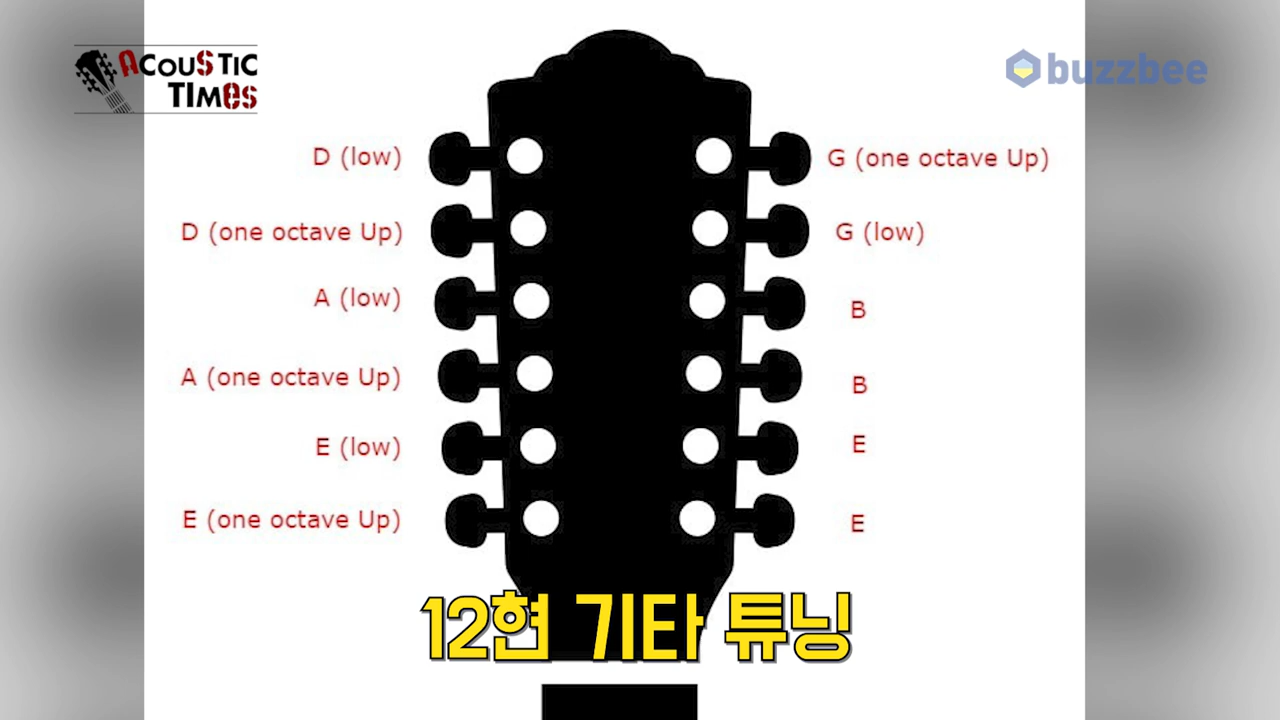 ACOUSTIC
TIMES
buzzbee
D (low)
G (one octave Up)
D (one octave Up)
G (low)
A (low)
B
A (one octave Up)
B
E (low)
E
E (one octave Up)
E
12현 기타 튜닝